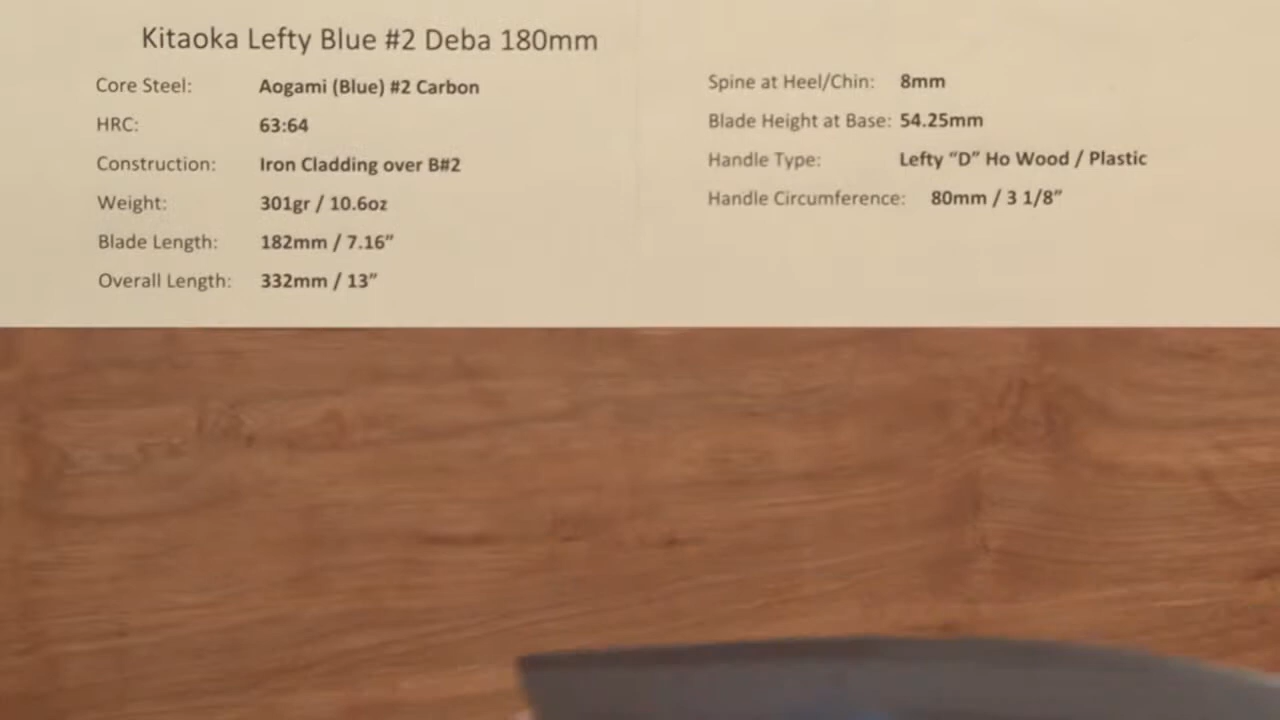 Kitaoka Lefty Blue #2 Deba 180mm
Core Steel: Aogami (Blue) #2 Carbon
HRC: 63:64
Construction: Iron Cladding over B#2
Weight: 301gr / 10.6oz
Blade Length: 182mm / 7.16”
Overall Length: 332mm / 13”
Spine at Heel/Chin: 8mm
Blade Height at Base: 54.25mm
Handle Type: Lefty “D” Ho Wood / Plastic
Handle Circumference: 80mm / 3 1/8”